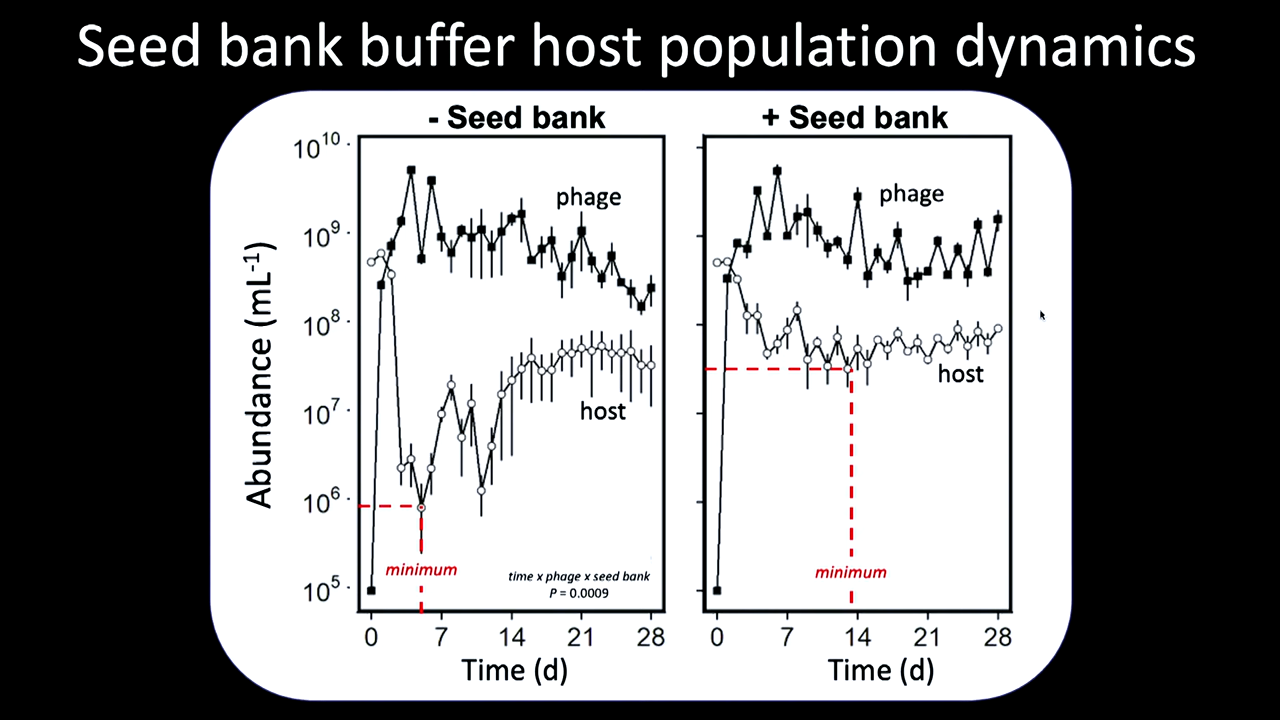 Seed bank buffer host population dynamics
- Seed bank
+ Seed bank
Abundance (mL⁻¹)
10¹⁰
10⁹
10⁸
10⁷
10⁶
10⁵
phage
host
minimum
time x phage x seed bank
P = 0.0009
0 7 14 21 28
Time (d)
phage
host
minimum
0 7 14 21 28
Time (d)